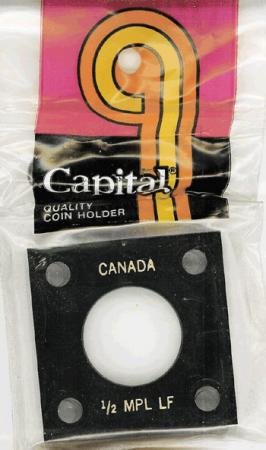 Capital®
QUALITY
COIN HOLDER
CANADA
1/2 MPL LF